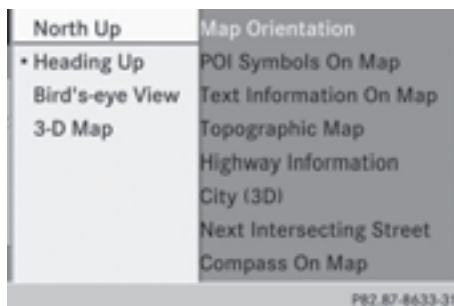 North Up
• Heading Up
Bird's-eye View
3-D Map
Map Orientation
POI Symbols On Map
Text Information On Map
Topographic Map
Highway Information
City (3D)
Next Intersecting Street
Compass On Map
P82.87-8633-31